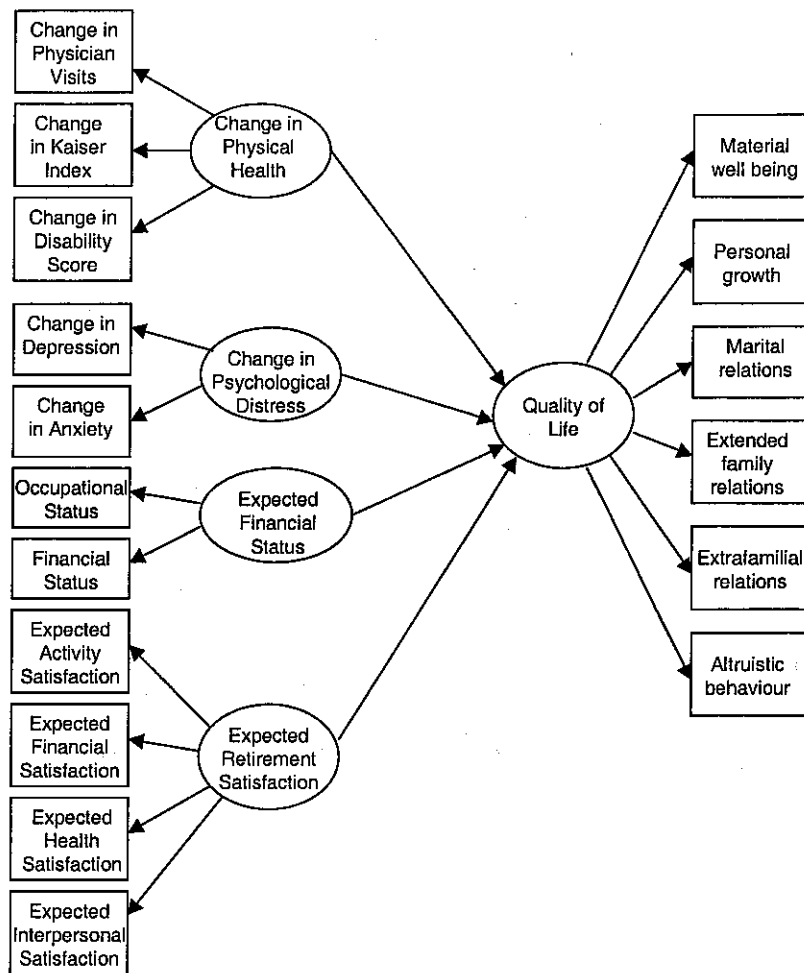 Change in
Physician
Visits
Change
in Kaiser
Index
Change in
Disability
Score
Change in
Physical
Health
Change in
Depression
Change
in Anxiety
Change in
Psychological
Distress
Occupational
Status
Financial
Status
Expected
Financial
Status
Expected
Activity
Satisfaction
Expected
Financial
Satisfaction
Expected
Health
Satisfaction
Expected
Interpersonal
Satisfaction
Expected
Retirement
Satisfaction
Quality of
Life
Material
well being
Personal
growth
Marital
relations
Extended
family
relations
Extrafamilial
relations
Altruistic
behaviour